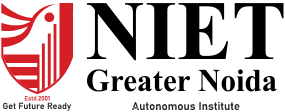 NIET
Greater Noida
Estd.2001
Get Future Ready
Autonomous Institute